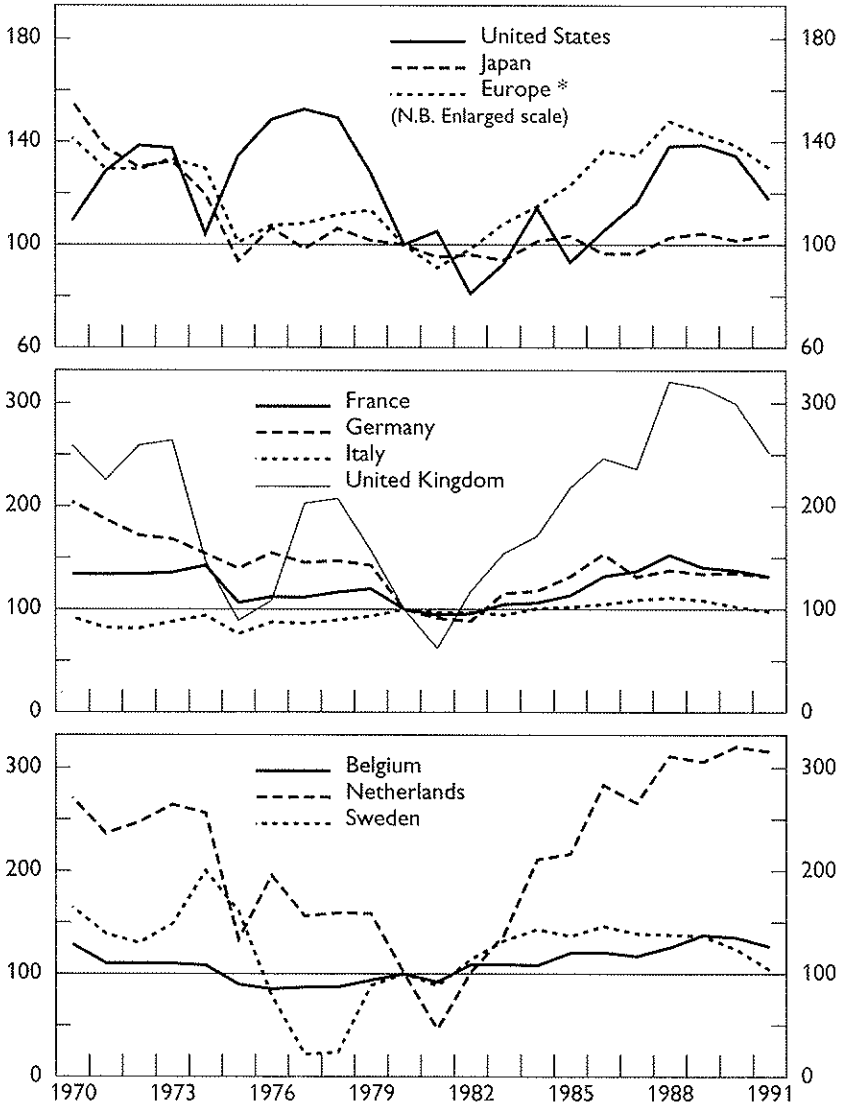 180 180
United States
Japan
Europe *
(N.B. Enlarged scale)
140 140
100 100
60 60
300 300
France
Germany
Italy
United Kingdom
200 200
100 100
0 0
300 300
Belgium
Netherlands
Sweden
200 200
100 100
0 0
1970 1973 1976 1979 1982 1985 1988 1991